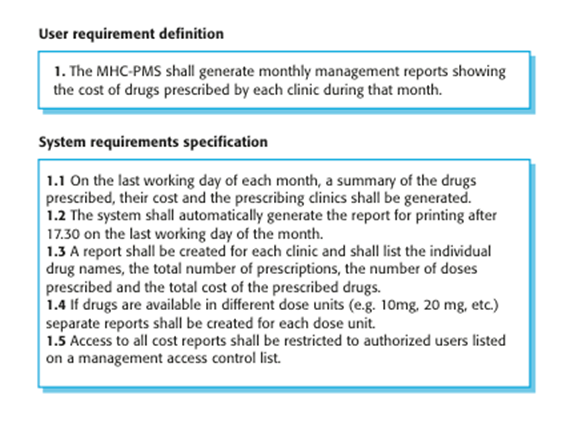 User requirement definition
1. The MHC-PMS shall generate monthly management reports showing
the cost of drugs prescribed by each clinic during that month.
System requirements specification
1.1 On the last working day of each month, a summary of the drugs
prescribed, their cost and the prescribing clinics shall be generated.
1.2 The system shall automatically generate the report for printing after
17.30 on the last working day of the month.
1.3 A report shall be created for each clinic and shall list the individual
drug names, the total number of prescriptions, the number of doses
prescribed and the total cost of the prescribed drugs.
1.4 If drugs are available in different dose units (e.g. 10mg, 20 mg, etc.)
separate reports shall be created for each dose unit.
1.5 Access to all cost reports shall be restricted to authorized users listed
on a management access control list.